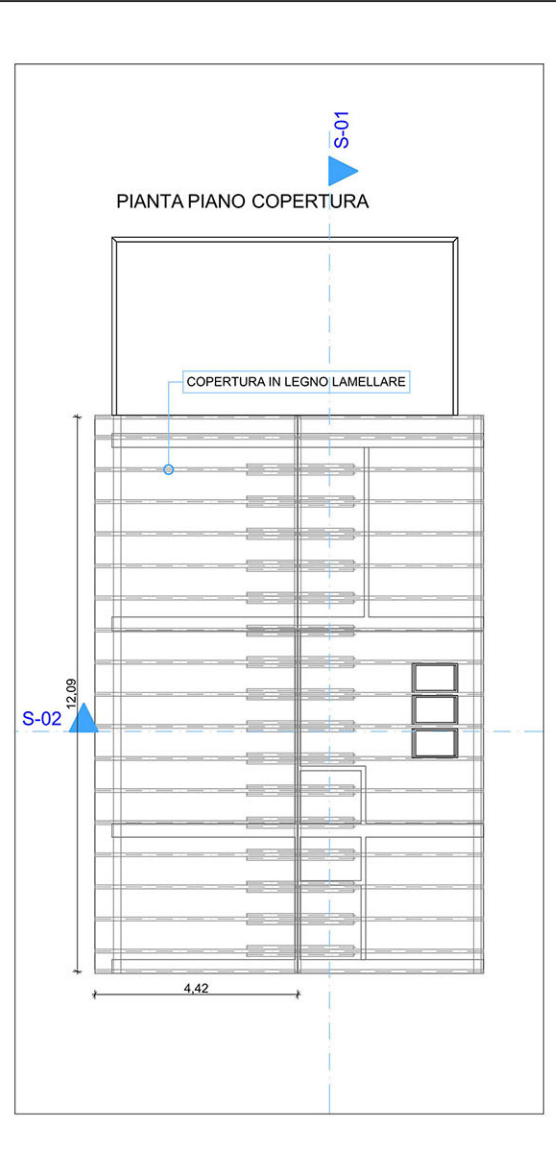 S-01
PIANTA PIANO COPERTURA
COPERTURA IN LEGNO LAMELLARE
12,09
S-02
4,42